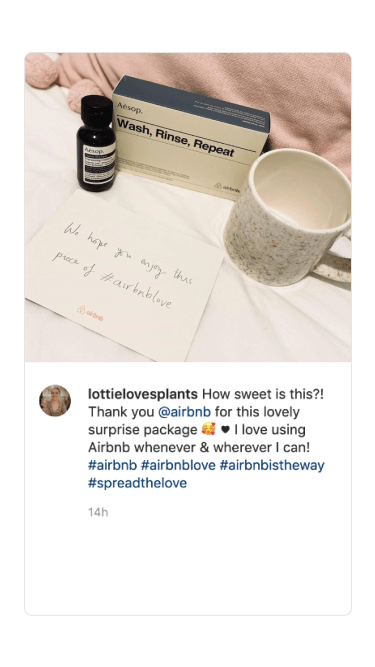 Aesop.
Wash, Rinse, Repeat
airbnb
Aesop.
We hope you enjoy this
piece of #airbnblove
airbnb
lottielovesplants How sweet is this?!
Thank you @airbnb for this lovely
surprise package 🥰 ♥ I love using
Airbnb whenever & wherever I can!
#airbnb #airbnblove #airbnbistheway
#spreadthelove
14h